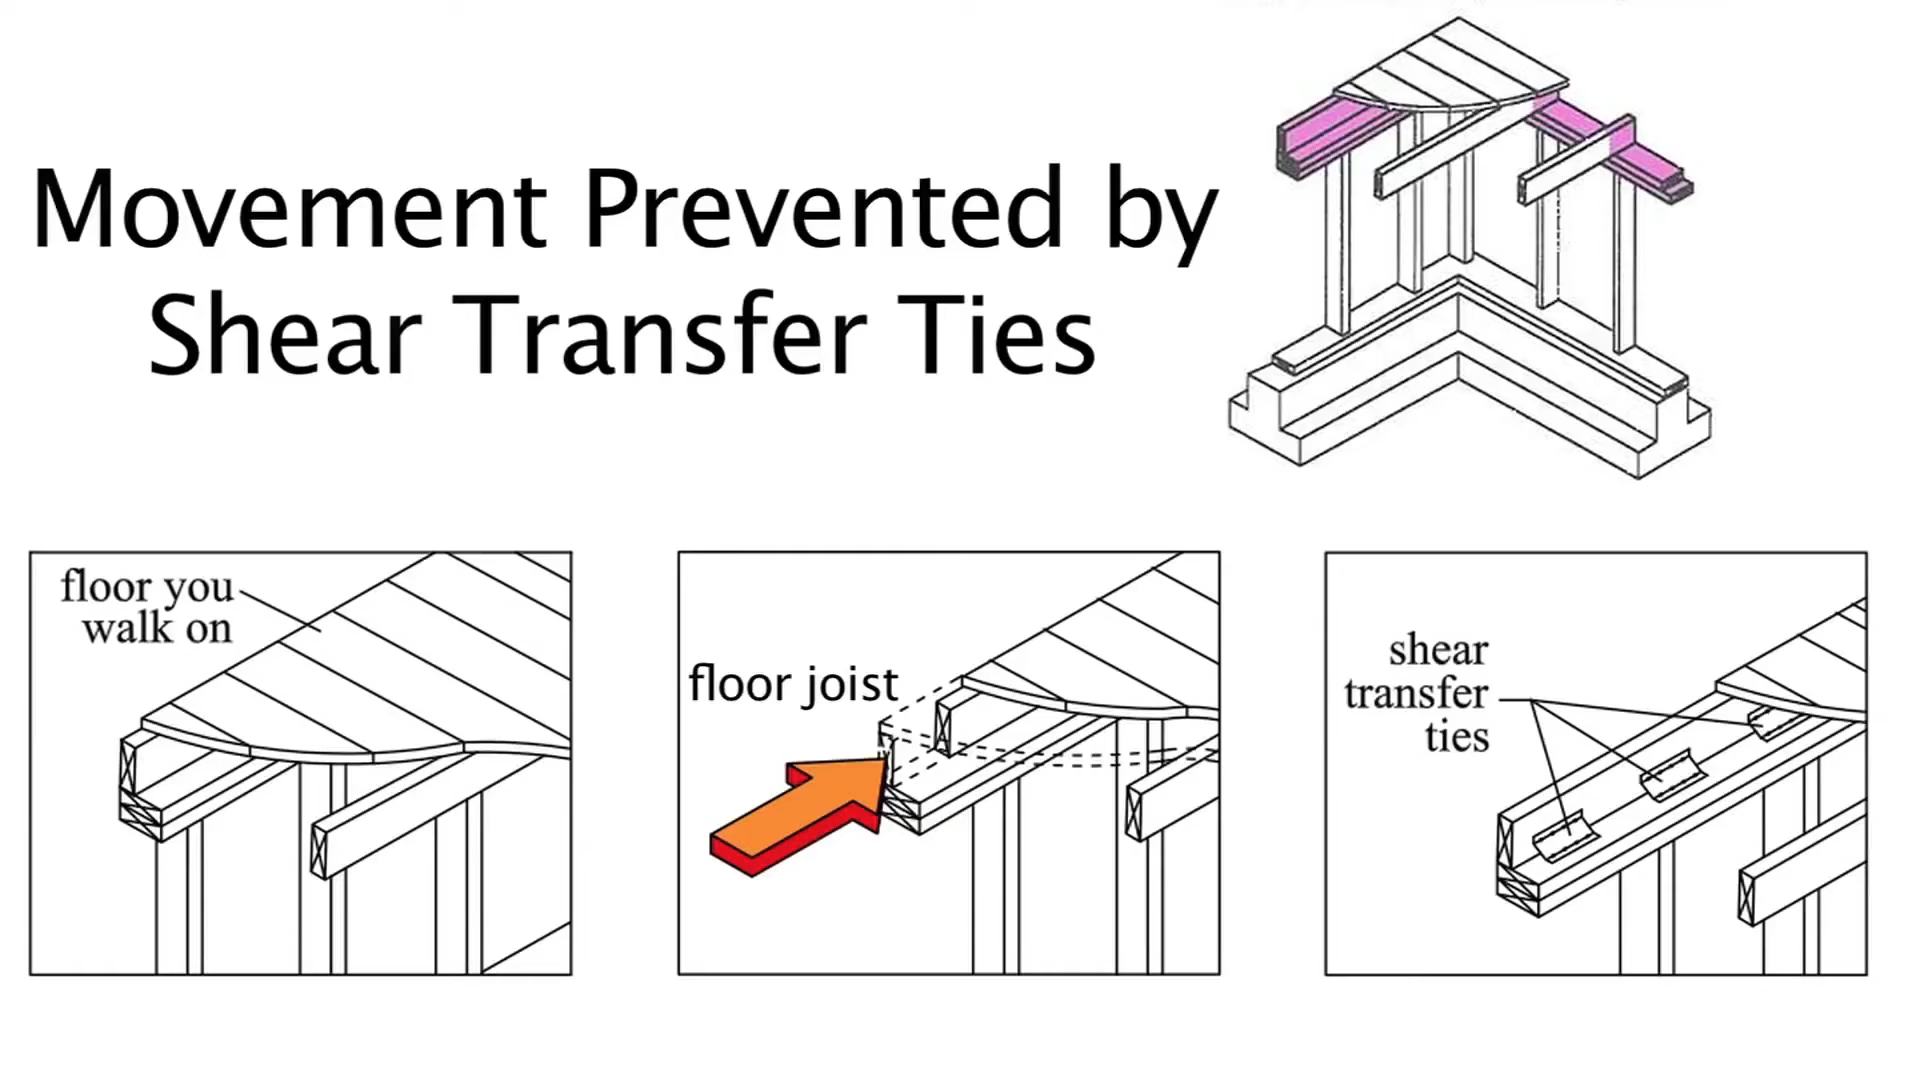 Movement Prevented by
Shear Transfer Ties
floor you
walk on
floor joist
shear
transfer
ties